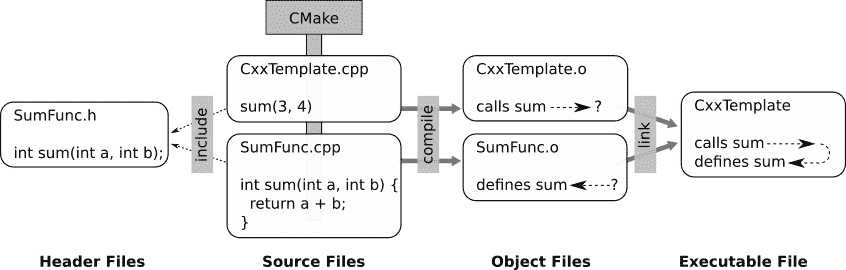 CMake
SumFunc.h
int sum(int a, int b);
include
CxxTemplate.cpp
sum(3, 4)
SumFunc.cpp
int sum(int a, int b) {
return a + b;
}
compile
CxxTemplate.o
calls sum ?
SumFunc.o
defines sum ?
link
CxxTemplate
calls sum
defines sum
Header Files
Source Files
Object Files
Executable File